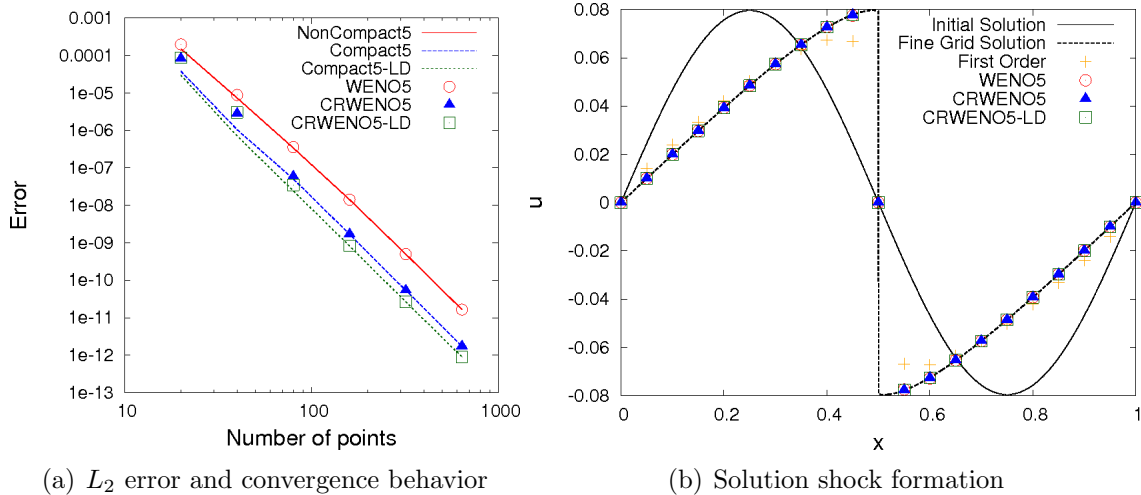 0.001
0.0001
1e-05
1e-06
1e-07
1e-08
1e-09
1e-10
1e-11
1e-12
1e-13
Error
10
100
1000
Number of points
NonCompact5
Compact5
Compact5-LD
WENO5
CRWENO5
CRWENO5-LD
(a) L2 error and convergence behavior
0.08
0.06
0.04
0.02
0
-0.02
-0.04
-0.06
-0.08
u
0
0.2
0.4
0.6
0.8
1
x
Initial Solution
Fine Grid Solution
First Order
WENO5
CRWENO5
CRWENO5-LD
(b) Solution shock formation